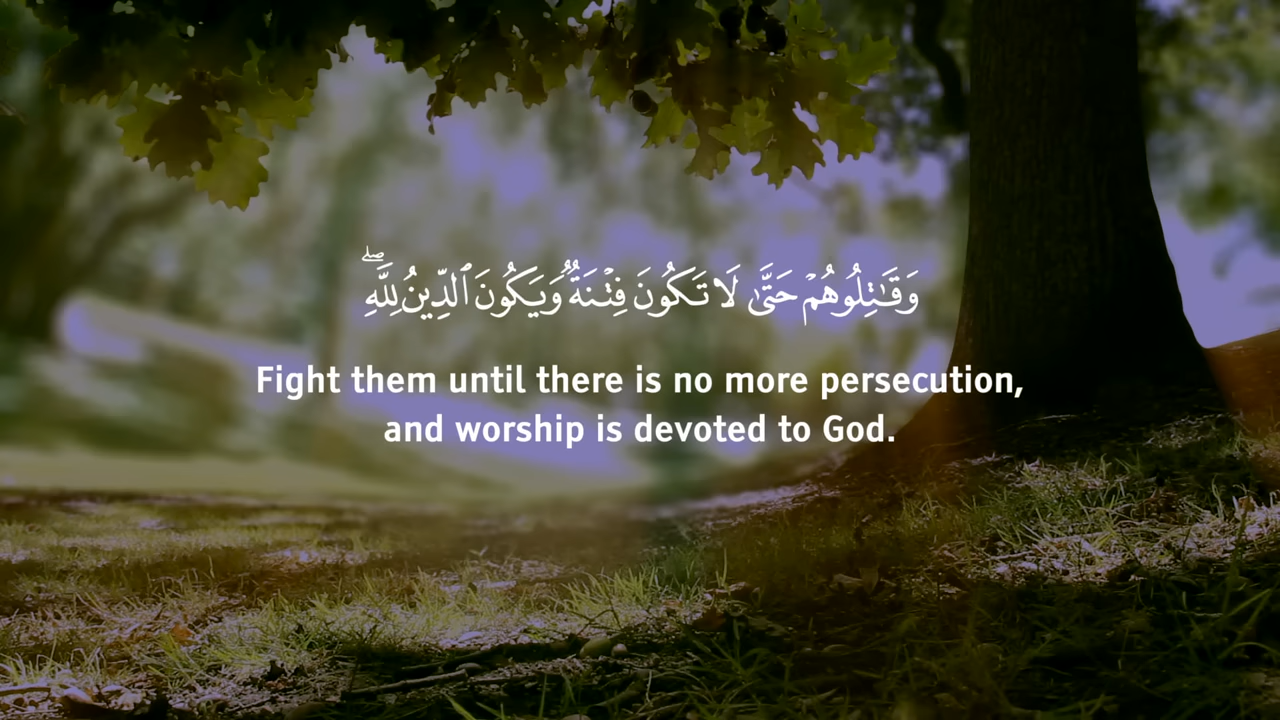 وَقَـٰتِلُوهُمْ حَتَّىٰ لَا تَكُونَ فِتْنَةٌ وَيَكُونَ ٱلدِّينُ لِلَّهِ ۖ
Fight them until there is no more persecution,
and worship is devoted to God.